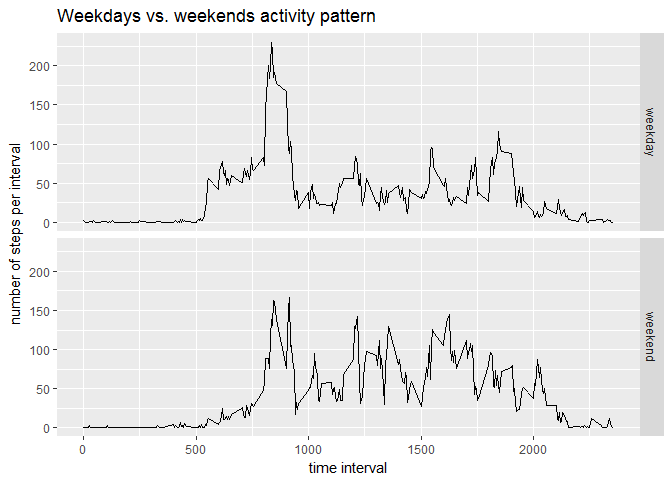 Weekdays vs. weekends activity pattern
number of steps per interval
200
150
100
50
0
weekday
200
150
100
50
0
weekend
0 500 1000 1500 2000
time interval